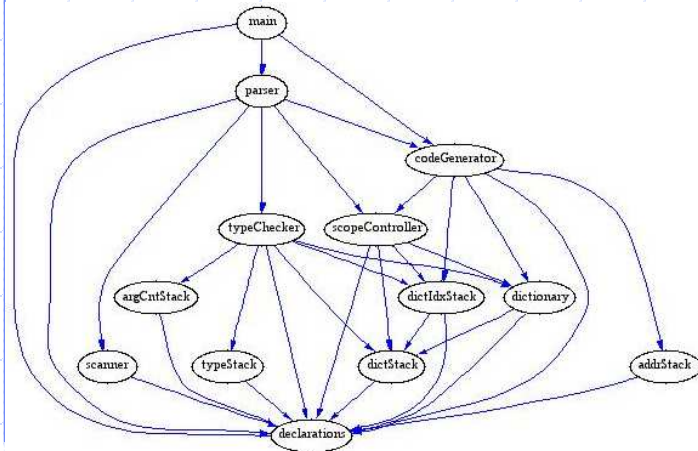 main
parser
codeGenerator
typeChecker
scopeController
argCntStack
dictIdxStack
dictionary
scanner
typeStack
dictStack
addrStack
declarations